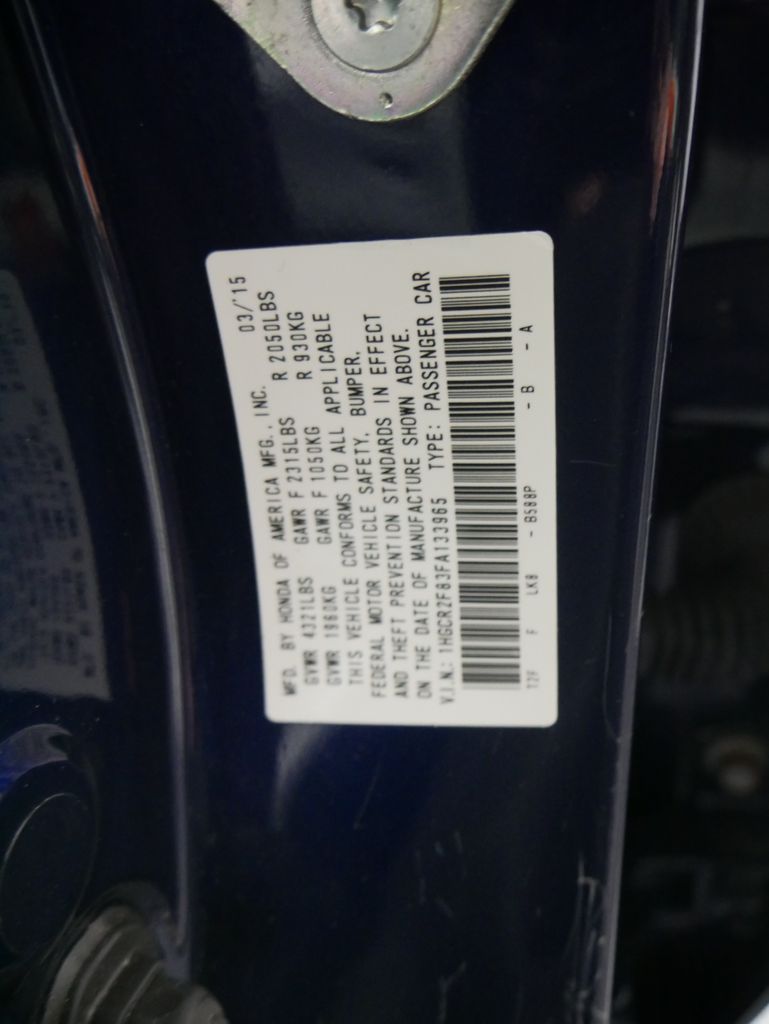 MFD. BY HONDA OF AMERICA MFG., INC. 03/'15
GVWR 4321LBS GAWR F 2315LBS R 2050LBS
GVWR 1960KG GAWR F 1050KG R 930KG
THIS VEHICLE CONFORMS TO ALL APPLICABLE
FEDERAL MOTOR VEHICLE SAFETY, BUMPER,
AND THEFT PREVENTION STANDARDS IN EFFECT
ON THE DATE OF MANUFACTURE SHOWN ABOVE.
V.I.N.: 1HGCR2F83FA133965 TYPE: PASSENGER CAR
T2F F LKB - B588P - B - A